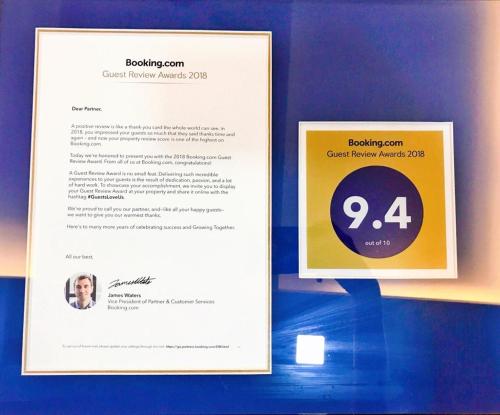 Booking.com
Guest Review Awards 2018
Dear Partner,
A positive review is like a thank you card the whole world can see. In
2018, you impressed your guests so much that they said thanks time and
again - and now your property review score is one of the highest on
Booking.com.
Today we're honored to present you with the 2018 Booking.com Guest
Review Award. From all of us at Booking.com, congratulations!
A Guest Review Award is no small feat. Delivering such incredible
experiences to your guests is the result of dedication, passion, and a lot
of hard work. To showcase your accomplishment, we invite you to display
your Guest Review Award at your property and share it online with the
hashtag #GuestsLoveUs.
We're proud to call you our partner, and–like all your happy guests–
we want to give you our warmest thanks.
Here's to many more years of celebrating success and Growing Together.
All our best,
James Waters
James Waters
Vice President of Partner & Customer Services
Booking.com
Booking.com
Guest Review Awards 2018
9.4
out of 10